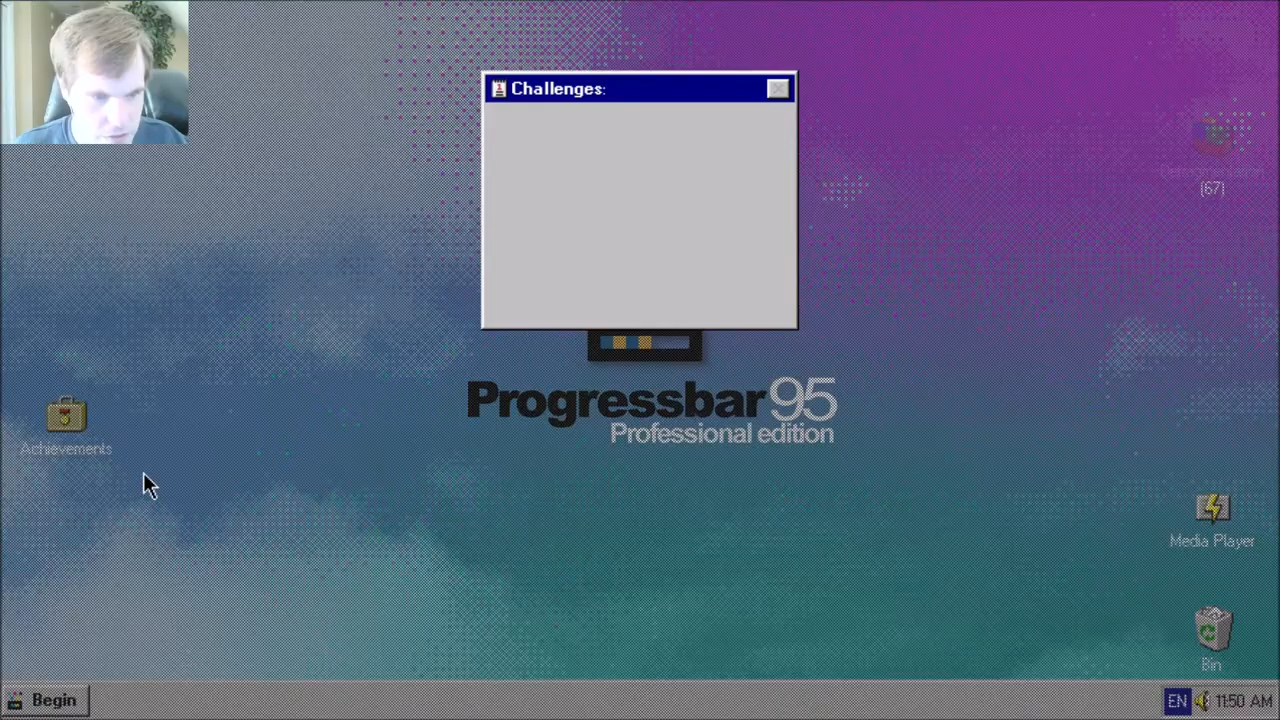 Challenges:
(67)
Progressbar95
Professional edition
Achievements
Media Player
Bin
Begin
EN
11:50 AM